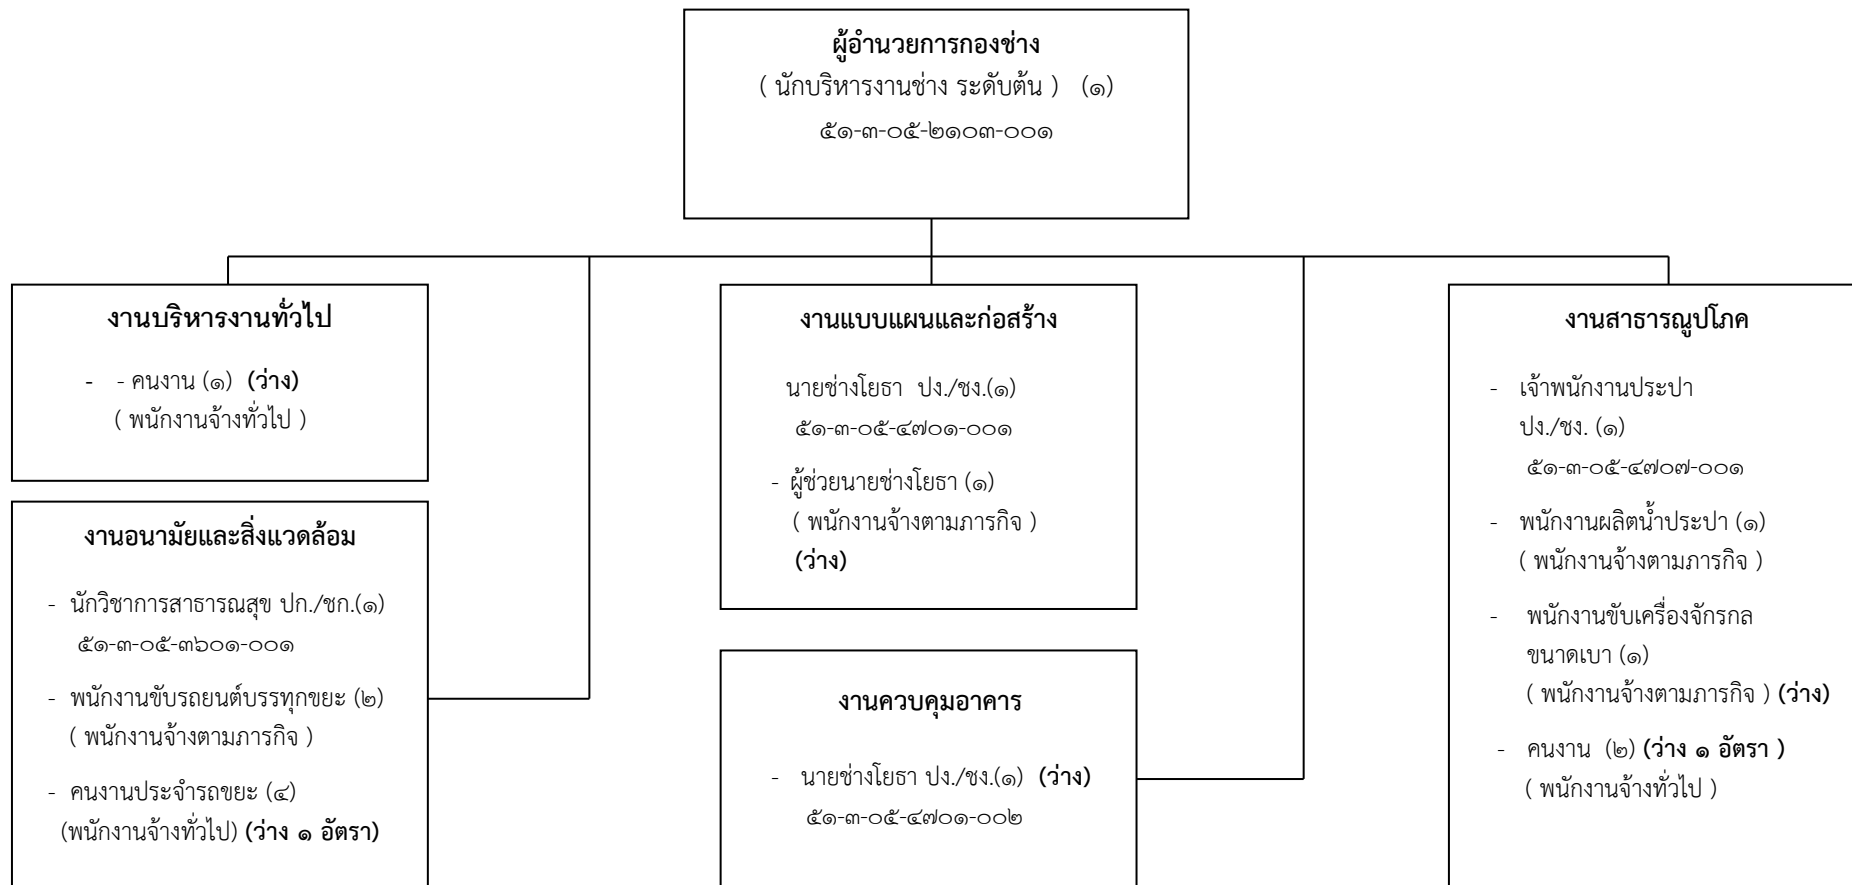 ผู้อำนวยการกองช่าง
( นักบริหารงานช่าง ระดับต้น ) (๑)
๕๑-๓-๐๕-๒๑๐๓-๐๐๑
งานบริหารงานทั่วไป
- - คนงาน (๑) (ว่าง)
( พนักงานจ้างทั่วไป )
งานอนามัยและสิ่งแวดล้อม
- นักวิชาการสาธารณสุข ปก./ชก.(๑)
๕๑-๓-๐๕-๓๖๐๑-๐๐๑
- พนักงานขับรถยนต์บรรทุกขยะ (๒)
( พนักงานจ้างตามภารกิจ )
- คนงานประจำรถขยะ (๔)
(พนักงานจ้างทั่วไป) (ว่าง ๑ อัตรา)
งานแบบแผนและก่อสร้าง
นายช่างโยธา ปง./ชง.(๑)
๕๑-๓-๐๕-๔๗๐๑-๐๐๑
- ผู้ช่วยนายช่างโยธา (๑)
( พนักงานจ้างตามภารกิจ )
(ว่าง)
งานควบคุมอาคาร
- นายช่างโยธา ปง./ชง.(๑) (ว่าง)
๕๑-๓-๐๕-๔๗๐๑-๐๐๒
งานสาธารณูปโภค
- เจ้าพนักงานประปา
ปง./ชง. (๑)
๕๑-๓-๐๕-๔๗๐๗-๐๐๑
- พนักงานผลิตน้ำประปา (๑)
( พนักงานจ้างตามภารกิจ )
- พนักงานขับเครื่องจักรกล
ขนาดเบา (๑)
( พนักงานจ้างตามภารกิจ ) (ว่าง)
- คนงาน (๒) (ว่าง ๑ อัตรา )
( พนักงานจ้างทั่วไป )